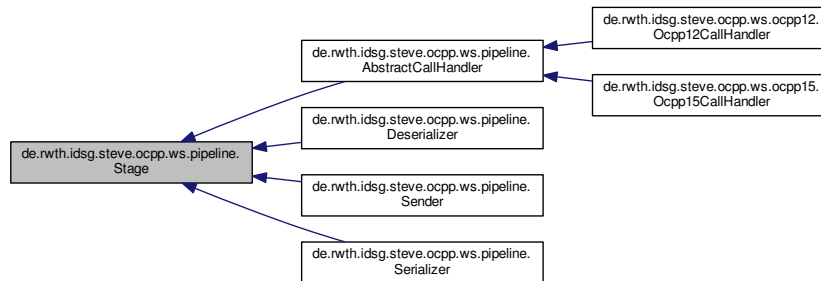 de.rwth.idsg.steve.ocpp.ws.ocpp12.
Ocpp12CallHandler
de.rwth.idsg.steve.ocpp.ws.pipeline.
AbstractCallHandler
de.rwth.idsg.steve.ocpp.ws.ocpp15.
Ocpp15CallHandler
de.rwth.idsg.steve.ocpp.ws.pipeline.
Deserializer
de.rwth.idsg.steve.ocpp.ws.pipeline.
Stage
de.rwth.idsg.steve.ocpp.ws.pipeline.
Sender
de.rwth.idsg.steve.ocpp.ws.pipeline.
Serializer